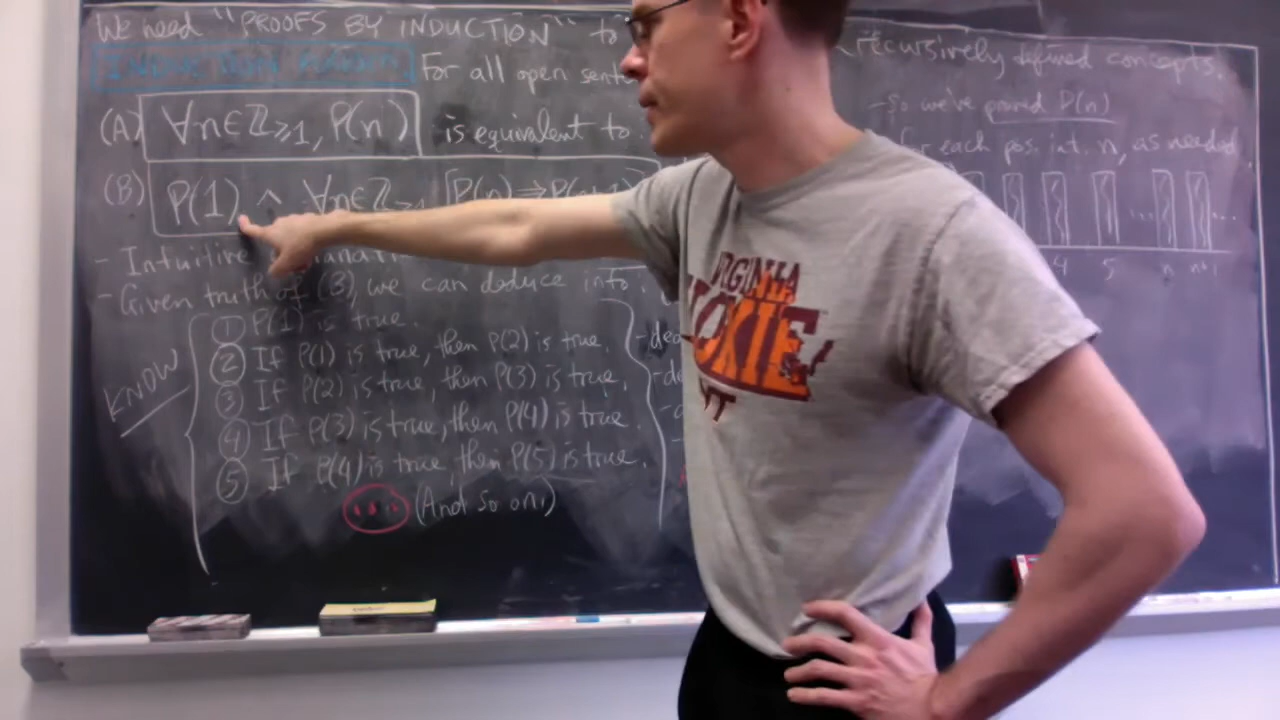 We need "PROOFS BY INDUCTION" to
recursively defined concepts.
INDUCTION For all open
(A) ∀n∈ℤ≥1, P(n) is equivalent to
(B) P(1) ∧ ∀n∈ℤ≥1 [P(n)⇒P(n+1)
- Intuitive
- Given truth of (B), we can deduce info.
KNOW
① P(1) is true.
② If P(1) is true, then P(2) is true.
③ If P(2) is true, then P(3) is true.
④ If P(3) is true, then P(4) is true.
⑤ If P(4) is true, then P(5) is true.
... (And so on.)
- So we've proved P(n)
for each pos. int. n, as needed.
... ...
4 5 n n+1
VIRGINIA
HOKIE
VT